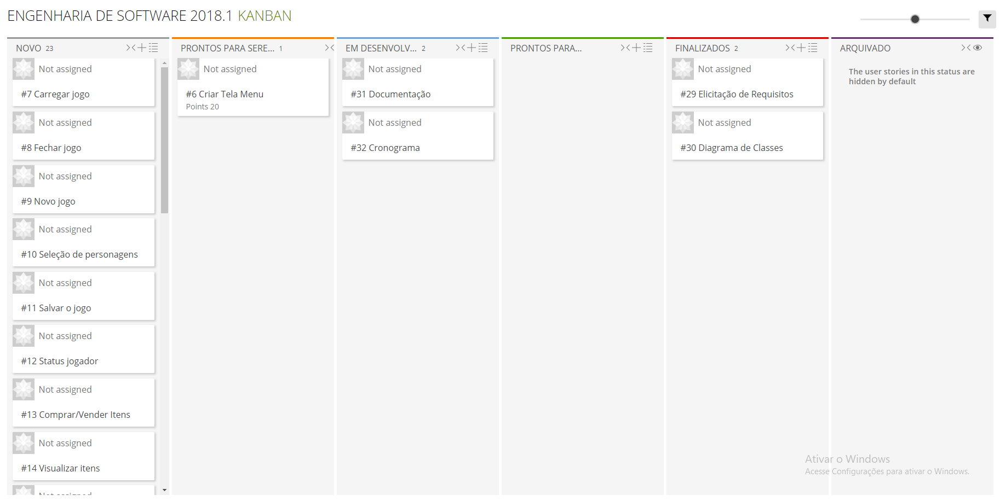 ENGENHARIA DE SOFTWARE 2018.1 KANBAN
NOVO 23
Not assigned
#7 Carregar jogo
Not assigned
#8 Fechar jogo
Not assigned
#9 Novo jogo
Not assigned
#10 Seleção de personagens
Not assigned
#11 Salvar o jogo
Not assigned
#12 Status jogador
Not assigned
#13 Comprar/Vender Itens
Not assigned
#14 Visualizar itens
Not assigned
PRONTOS PARA SERE... 1
Not assigned
#6 Criar Tela Menu
Points 20
EM DESENVOLV... 2
Not assigned
#31 Documentação
Not assigned
#32 Cronograma
PRONTOS PARA...
FINALIZADOS 2
Not assigned
#29 Elicitação de Requisitos
Not assigned
#30 Diagrama de Classes
ARQUIVADO
The user stories in this status are
hidden by default
Ativar o Windows
Acesse Configurações para ativar o Windows.